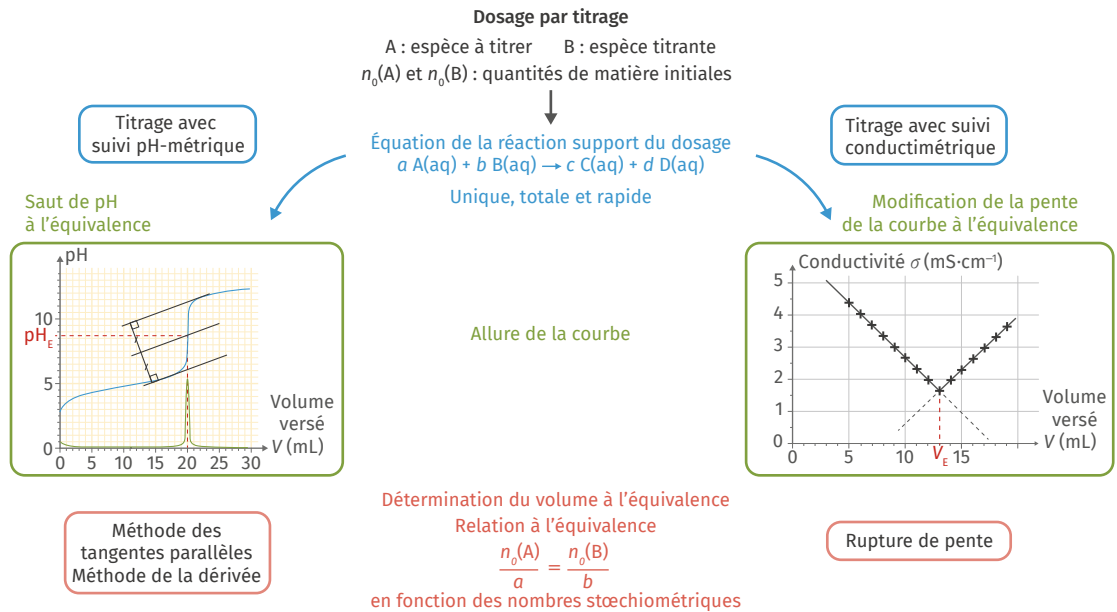 Dosage par titrage
A : espèce à titrer B : espèce titrante
n₀(A) et n₀(B) : quantités de matière initiales
Titrage avec
suivi pH-métrique
Équation de la réaction support du dosage
a A(aq) + b B(aq) → c C(aq) + d D(aq)
Unique, totale et rapide
Titrage avec suivi
conductimétrique
Saut de pH
à l'équivalence
pH
10
pH_E
5
0
0 5 10 15 20 25 30
Volume
versé
V (mL)
Allure de la courbe
Modification de la pente
de la courbe à l'équivalence
Conductivité σ (mS·cm⁻¹)
5
4
3
2
1
0
0 5 10 V_E 15
Volume
versé
V (mL)
Méthode des
tangentes parallèles
Méthode de la dérivée
Détermination du volume à l'équivalence
Relation à l'équivalence
n₀(A)/a = n₀(B)/b
en fonction des nombres stœchiométriques
Rupture de pente